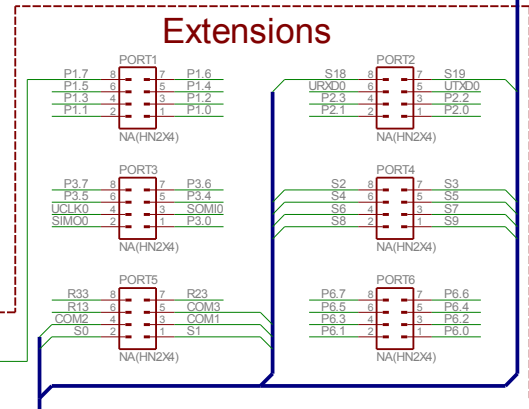 Extensions
PORT1
P1.7 8 7 P1.6
P1.5 6 5 P1.4
P1.3 4 3 P1.2
P1.1 2 1 P1.0
NA(HN2X4)
PORT2
S18 8 7 S19
URXD0 6 5 UTXD0
P2.3 4 3 P2.2
P2.1 2 1 P2.0
NA(HN2X4)
PORT3
P3.7 8 7 P3.6
P3.5 6 5 P3.4
UCLK0 4 3 SOMI0
SIMO0 2 1 P3.0
NA(HN2X4)
PORT4
S2 8 7 S3
S4 6 5 S5
S6 4 3 S7
S8 2 1 S9
NA(HN2X4)
PORT5
R33 8 7 R23
R13 6 5 COM3
COM2 4 3 COM1
S0 2 1 S1
NA(HN2X4)
PORT6
P6.7 8 7 P6.6
P6.5 6 5 P6.4
P6.3 4 3 P6.2
P6.1 2 1 P6.0
NA(HN2X4)